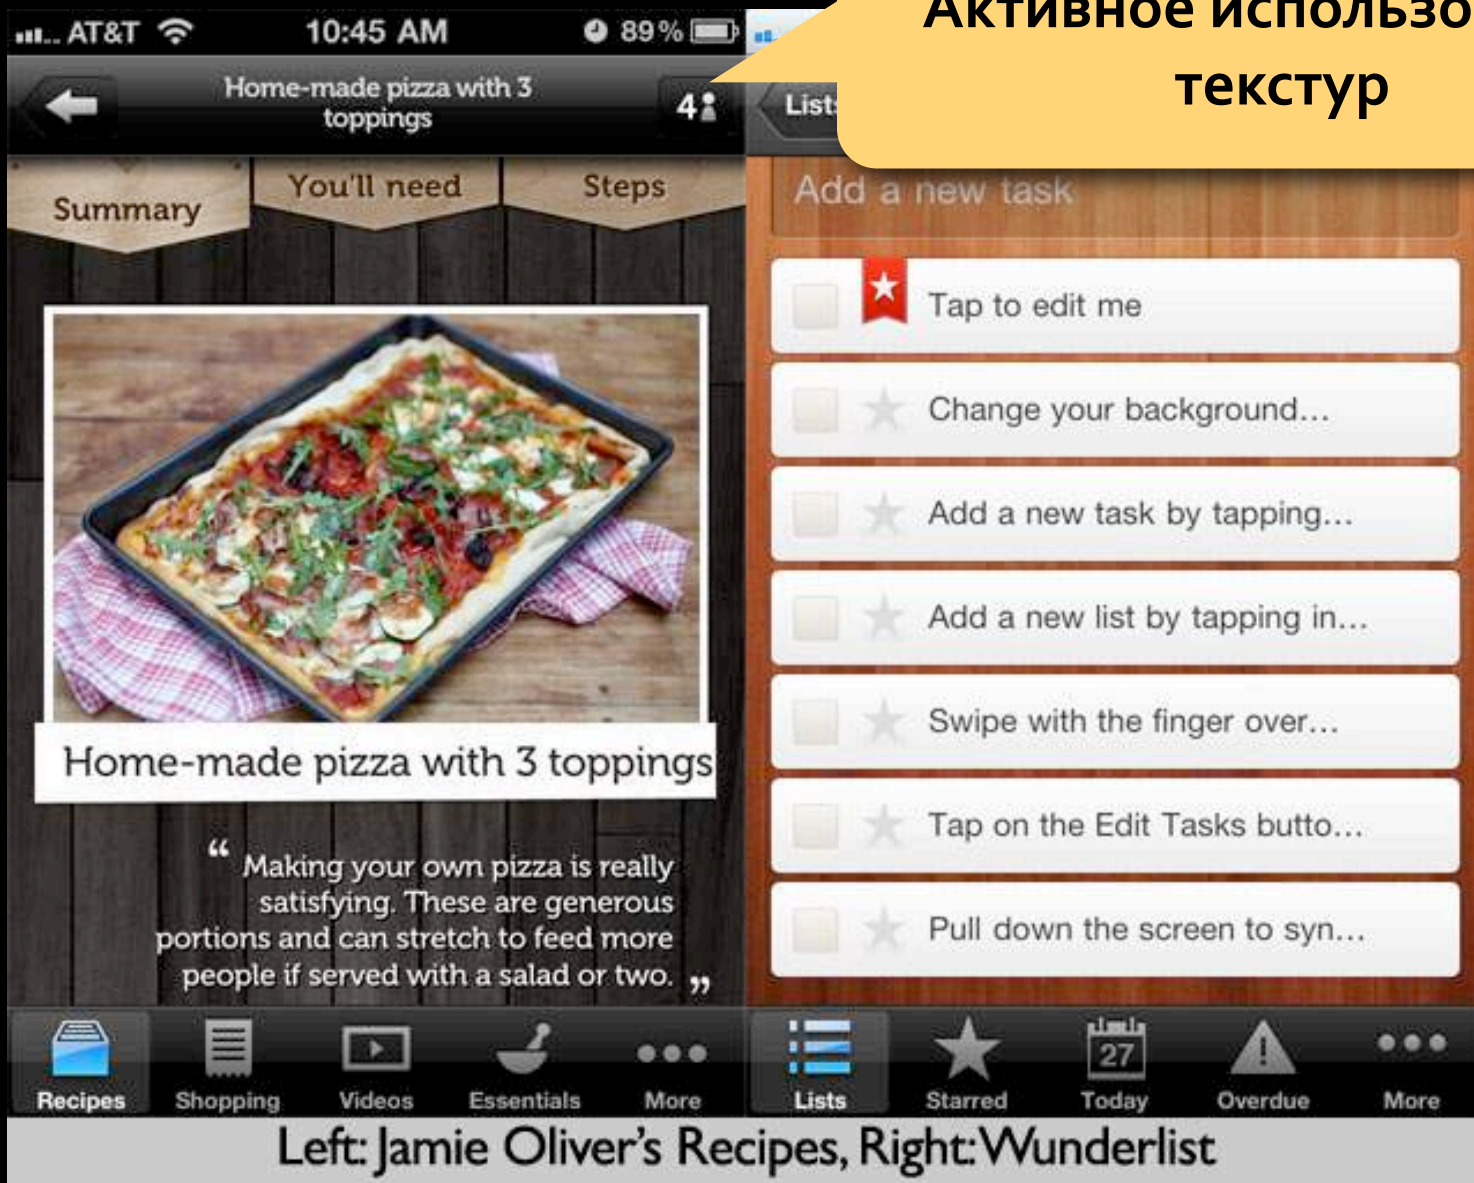 Активное использо
текстур
AT&T 10:45 AM 89%
Home-made pizza with 3
toppings
4
Summary
You'll need
Steps
Home-made pizza with 3 toppings
“ Making your own pizza is really
satisfying. These are generous
portions and can stretch to feed more
people if served with a salad or two. ”
Recipes Shopping Videos Essentials More
List
Add a new task
Tap to edit me
Change your background...
Add a new task by tapping...
Add a new list by tapping in...
Swipe with the finger over...
Tap on the Edit Tasks butto...
Pull down the screen to syn...
27
Lists Starred Today Overdue More
Left: Jamie Oliver's Recipes, Right: Wunderlist